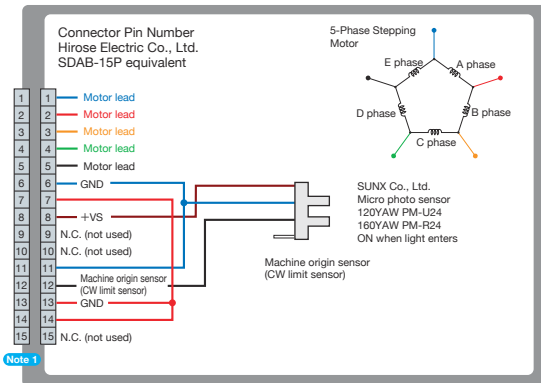 Connector Pin Number
Hirose Electric Co., Ltd.
SDAB-15P equivalent
5-Phase Stepping
Motor
E phase
A phase
D phase
B phase
C phase
1 1 Motor lead
2 2 Motor lead
3 3 Motor lead
4 4 Motor lead
5 5 Motor lead
6 6 GND
7 7
8 8 +VS
9 9 N.C. (not used)
10 10 N.C. (not used)
11 11
12 12 Machine origin sensor
(CW limit sensor)
13 13 GND
14 14
15 15 N.C. (not used)
SUNX Co., Ltd.
Micro photo sensor
120YAW PM-U24
160YAW PM-R24
ON when light enters
Machine origin sensor
(CW limit sensor)
Note 1